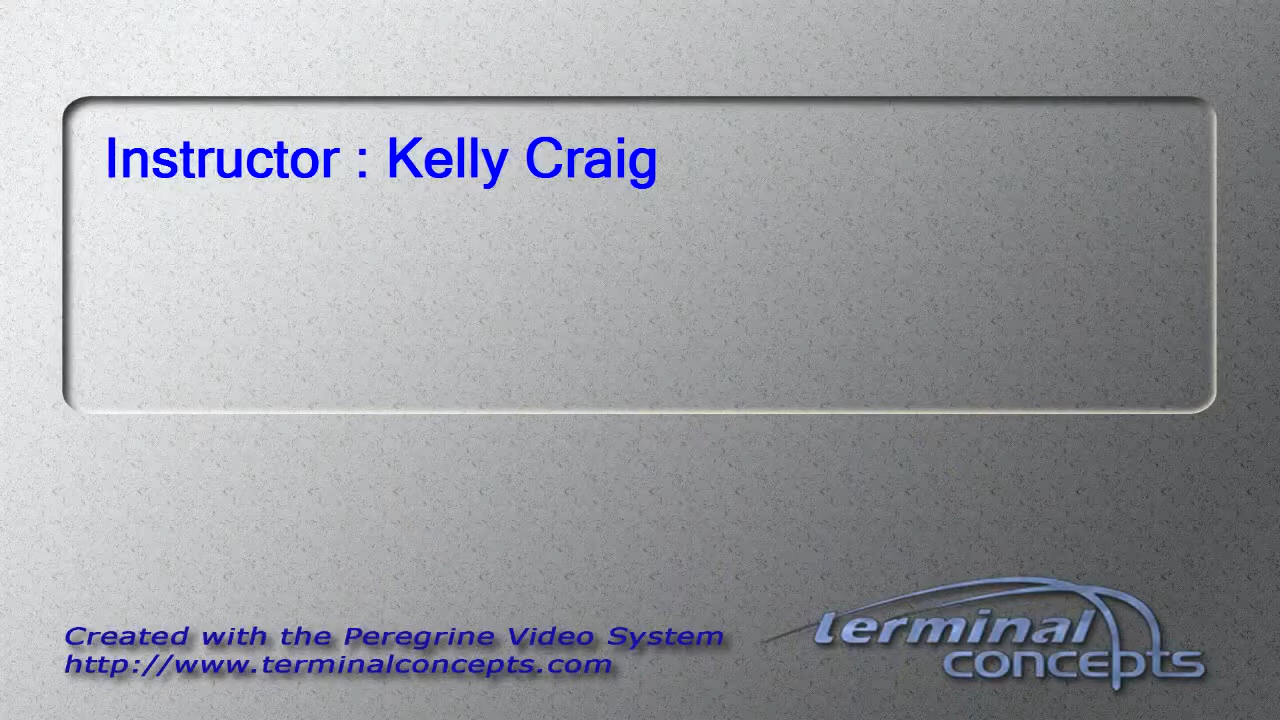 Instructor : Kelly Craig
Created with the Peregrine Video System
http://www.terminalconcepts.com
terminal
concepts